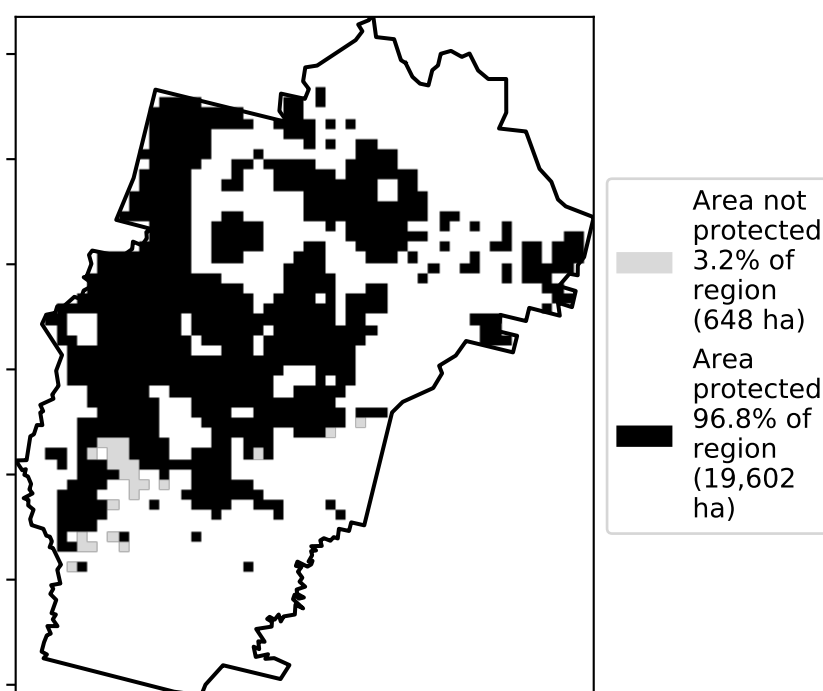 Area not
protected
3.2% of
region
(648 ha)
Area
protected
96.8% of
region
(19,602
ha)